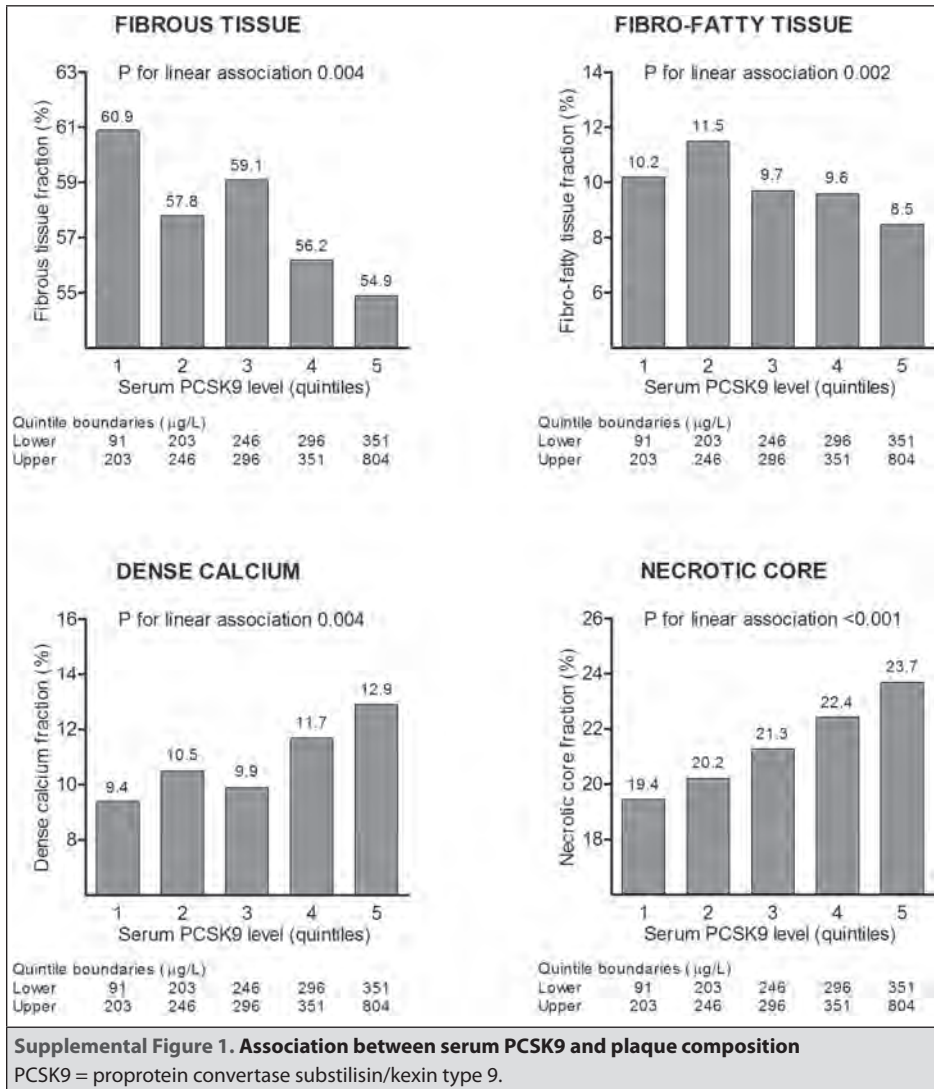 FIBROUS TISSUE
P for linear association 0.004
Fibrous tissue fraction (%)
63
61
59
57
55
60.9
57.8
59.1
56.2
54.9
1 2 3 4 5
Serum PCSK9 level (quintiles)
Quintile boundaries (µg/L)
Lower 91 203 246 296 351
Upper 203 246 296 351 804
FIBRO-FATTY TISSUE
P for linear association 0.002
Fibro-fatty tissue fraction (%)
14
12
10
8
6
10.2
11.5
9.7
9.6
8.5
1 2 3 4 5
Serum PCSK9 level (quintiles)
Quintile boundaries (µg/L)
Lower 91 203 246 296 351
Upper 203 246 296 351 804
DENSE CALCIUM
P for linear association 0.004
Dense calcium fraction (%)
16
14
12
10
8
9.4
10.5
9.9
11.7
12.9
1 2 3 4 5
Serum PCSK9 level (quintiles)
Quintile boundaries (µg/L)
Lower 91 203 246 296 351
Upper 203 246 296 351 804
NECROTIC CORE
P for linear association <0.001
Necrotic core fraction (%)
26
24
22
20
18
19.4
20.2
21.3
22.4
23.7
1 2 3 4 5
Serum PCSK9 level (quintiles)
Quintile boundaries (µg/L)
Lower 91 203 246 296 351
Upper 203 246 296 351 804
Supplemental Figure 1. Association between serum PCSK9 and plaque composition
PCSK9 = proprotein convertase substilisin/kexin type 9.